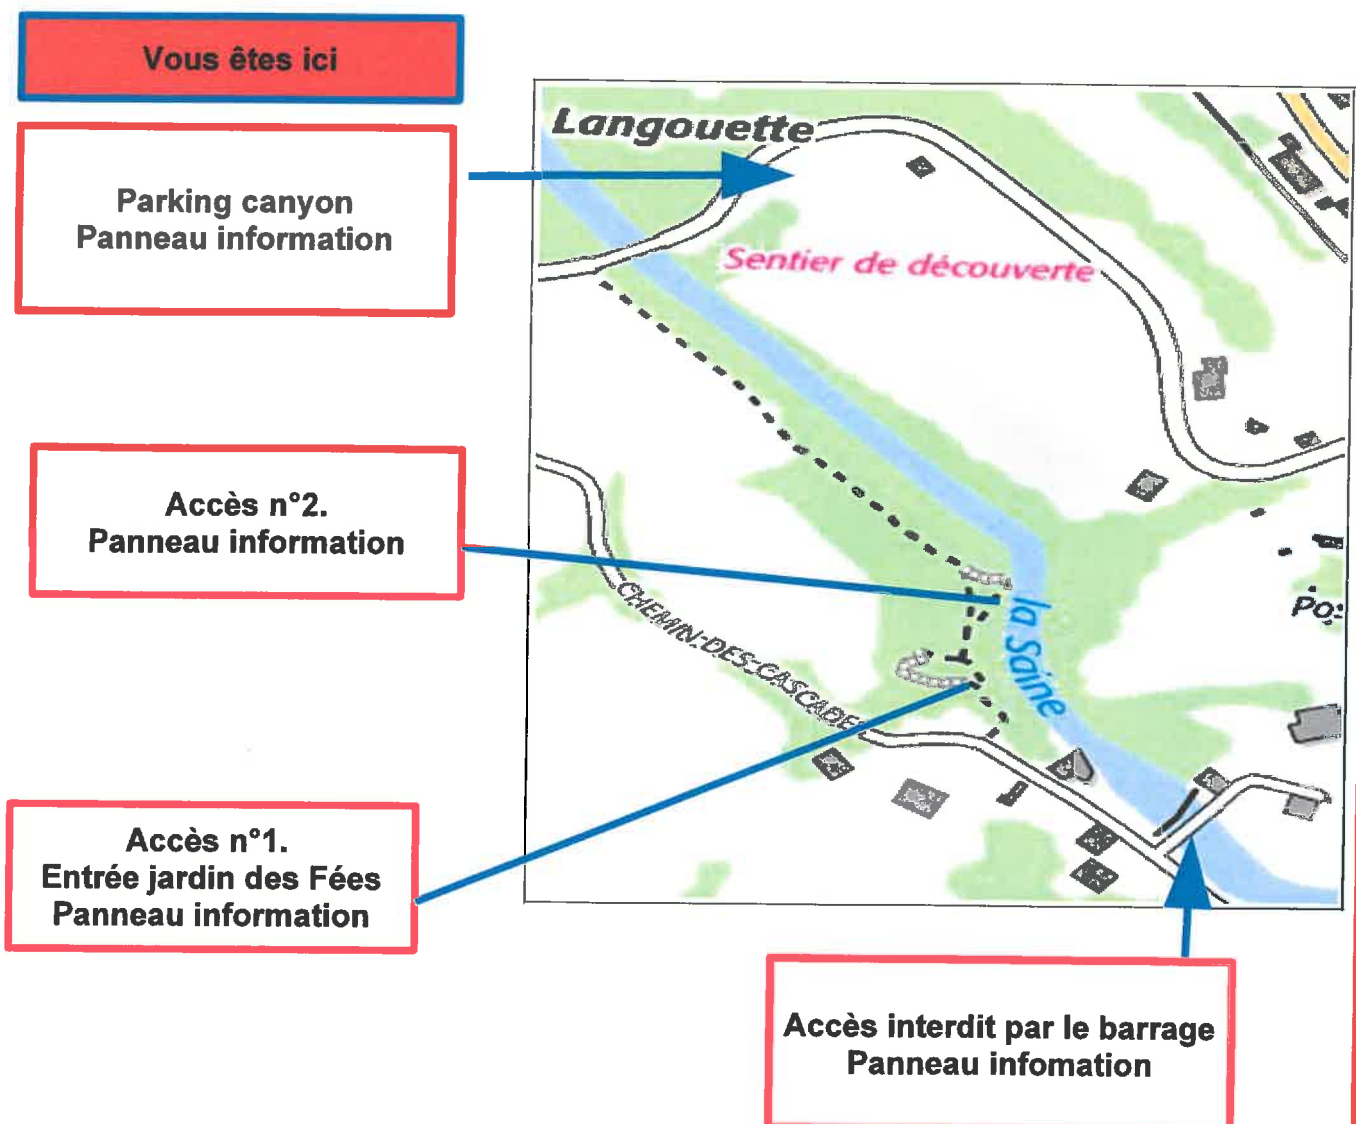 Vous êtes ici
Parking canyon
Panneau information
Langouette
Sentier de découverte
Accès n°2.
Panneau information
CHEMIN-DES-CASCADES
la Saine
Accès n°1.
Entrée jardin des Fées
Panneau information
Accès interdit par le barrage
Panneau infomation